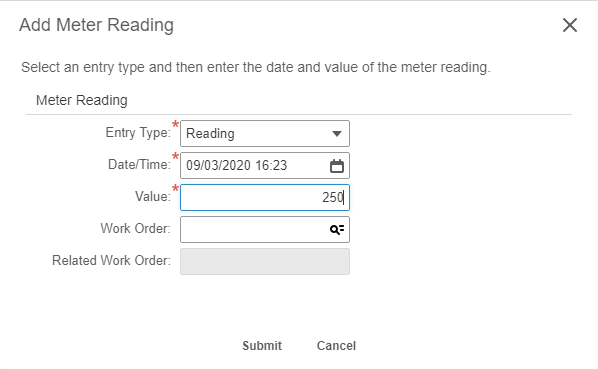 Add Meter Reading
Select an entry type and then enter the date and value of the meter reading.
Meter Reading
Entry Type:* Reading
Date/Time:* 09/03/2020 16:23
Value:* 250
Work Order:
Related Work Order:
Submit Cancel